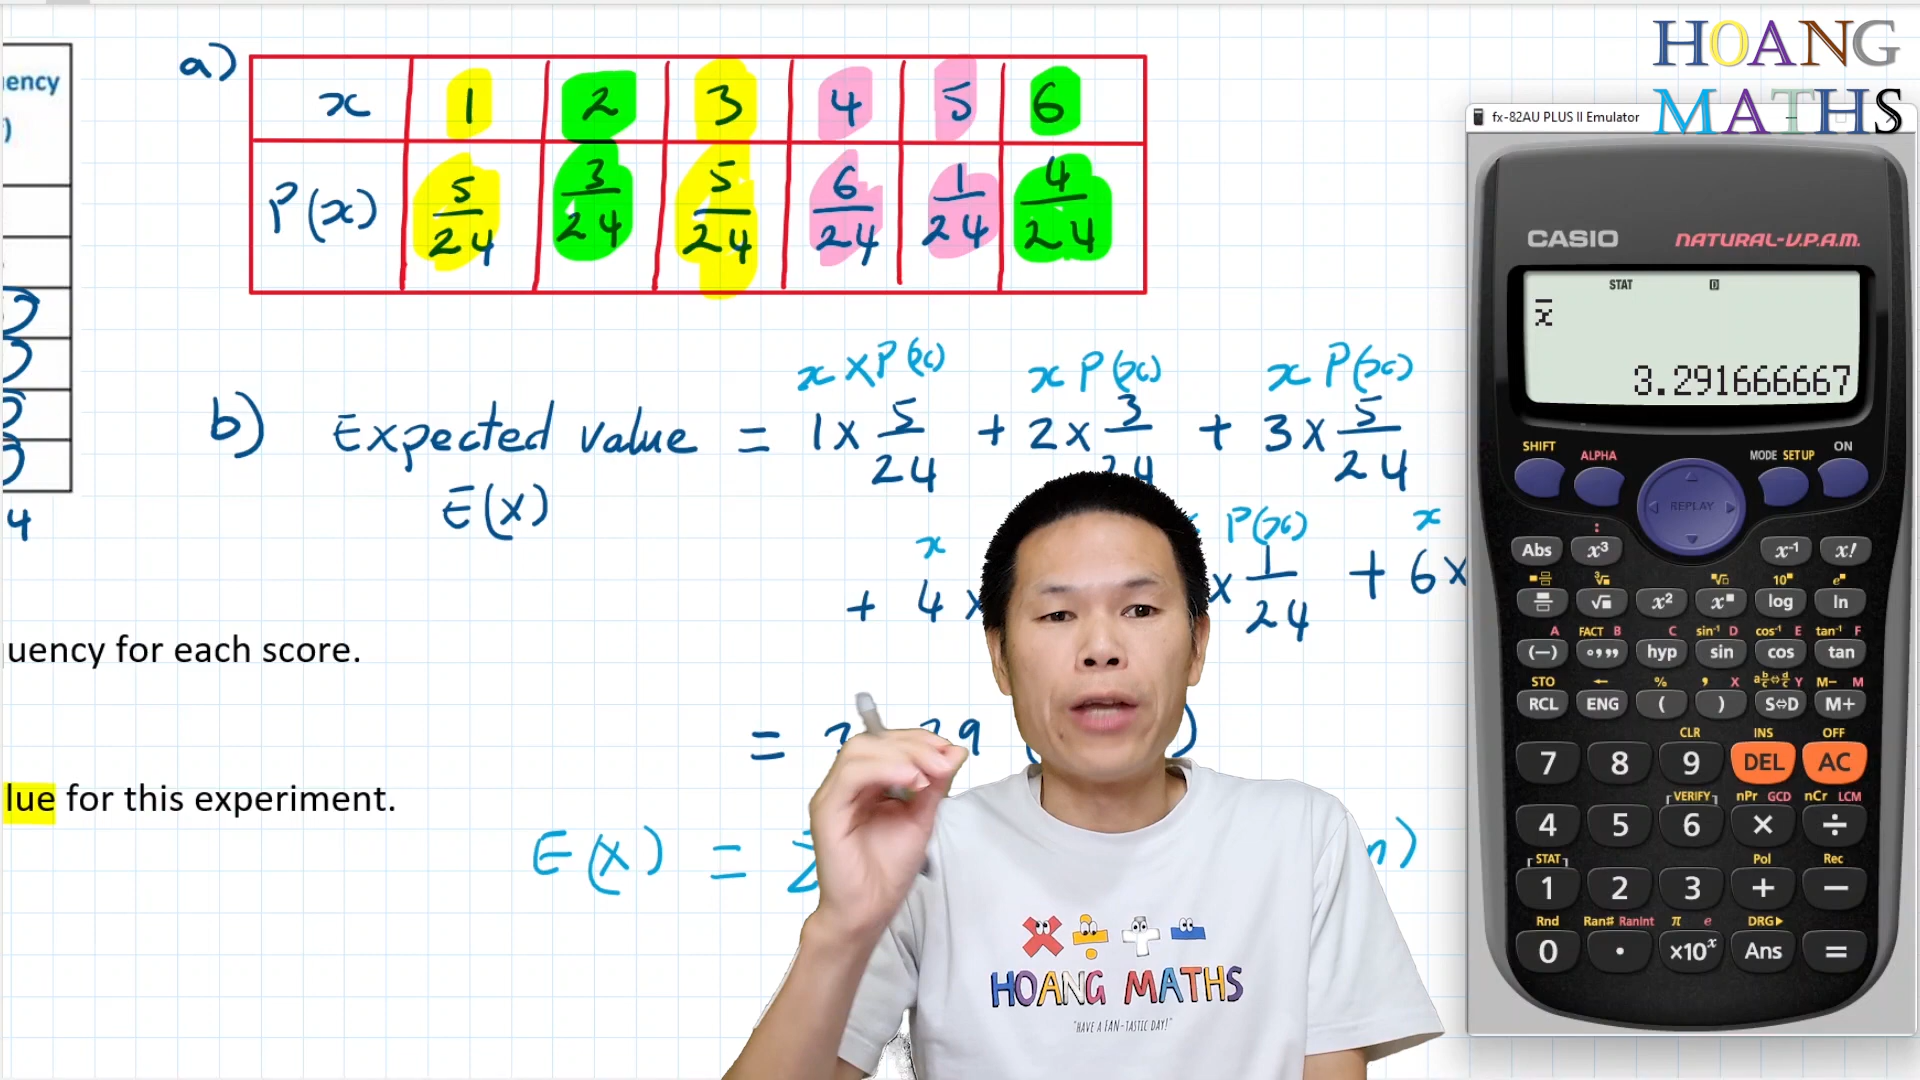 HOANG
MATHS
a)
x 1 2 3 4 5 6
P(x) 5/24 3/24 5/24 6/24 1/24 4/24
x × P(x) x P(x) x P(x)
b) Expected value = 1 × 5/24 + 2 × 3/24 + 3 × 5/24
E(X)
x P(x) x
+ 4 × × 1/24 + 6 ×
=
E(X) =
4
for each score.
for this experiment.
HOANG MATHS
"HAVE A FAN-TASTIC DAY!"
fx-82AU PLUS II Emulator
CASIO NATURAL-V.P.A.M.
STAT D
x̄
3.291666667
SHIFT ALPHA MODE SETUP ON
REPLAY
:
Abs x³ x⁻¹ x!
³√ 10■ e■
√■ x² x■ log ln
A FACT B C sin⁻¹ D cos⁻¹ E tan⁻¹ F
(−) °,,, hyp sin cos tan
STO ← % , X a b/c⇔d/c Y M− M
RCL ENG ( ) S⇔D M+
CLR INS OFF
7 8 9 DEL AC
VERIFY nPr GCD nCr LCM
4 5 6 × ÷
STAT Pol Rec
1 2 3 + −
Rnd Ran# RanInt π e DRG▶
0 . ×10ˣ Ans =